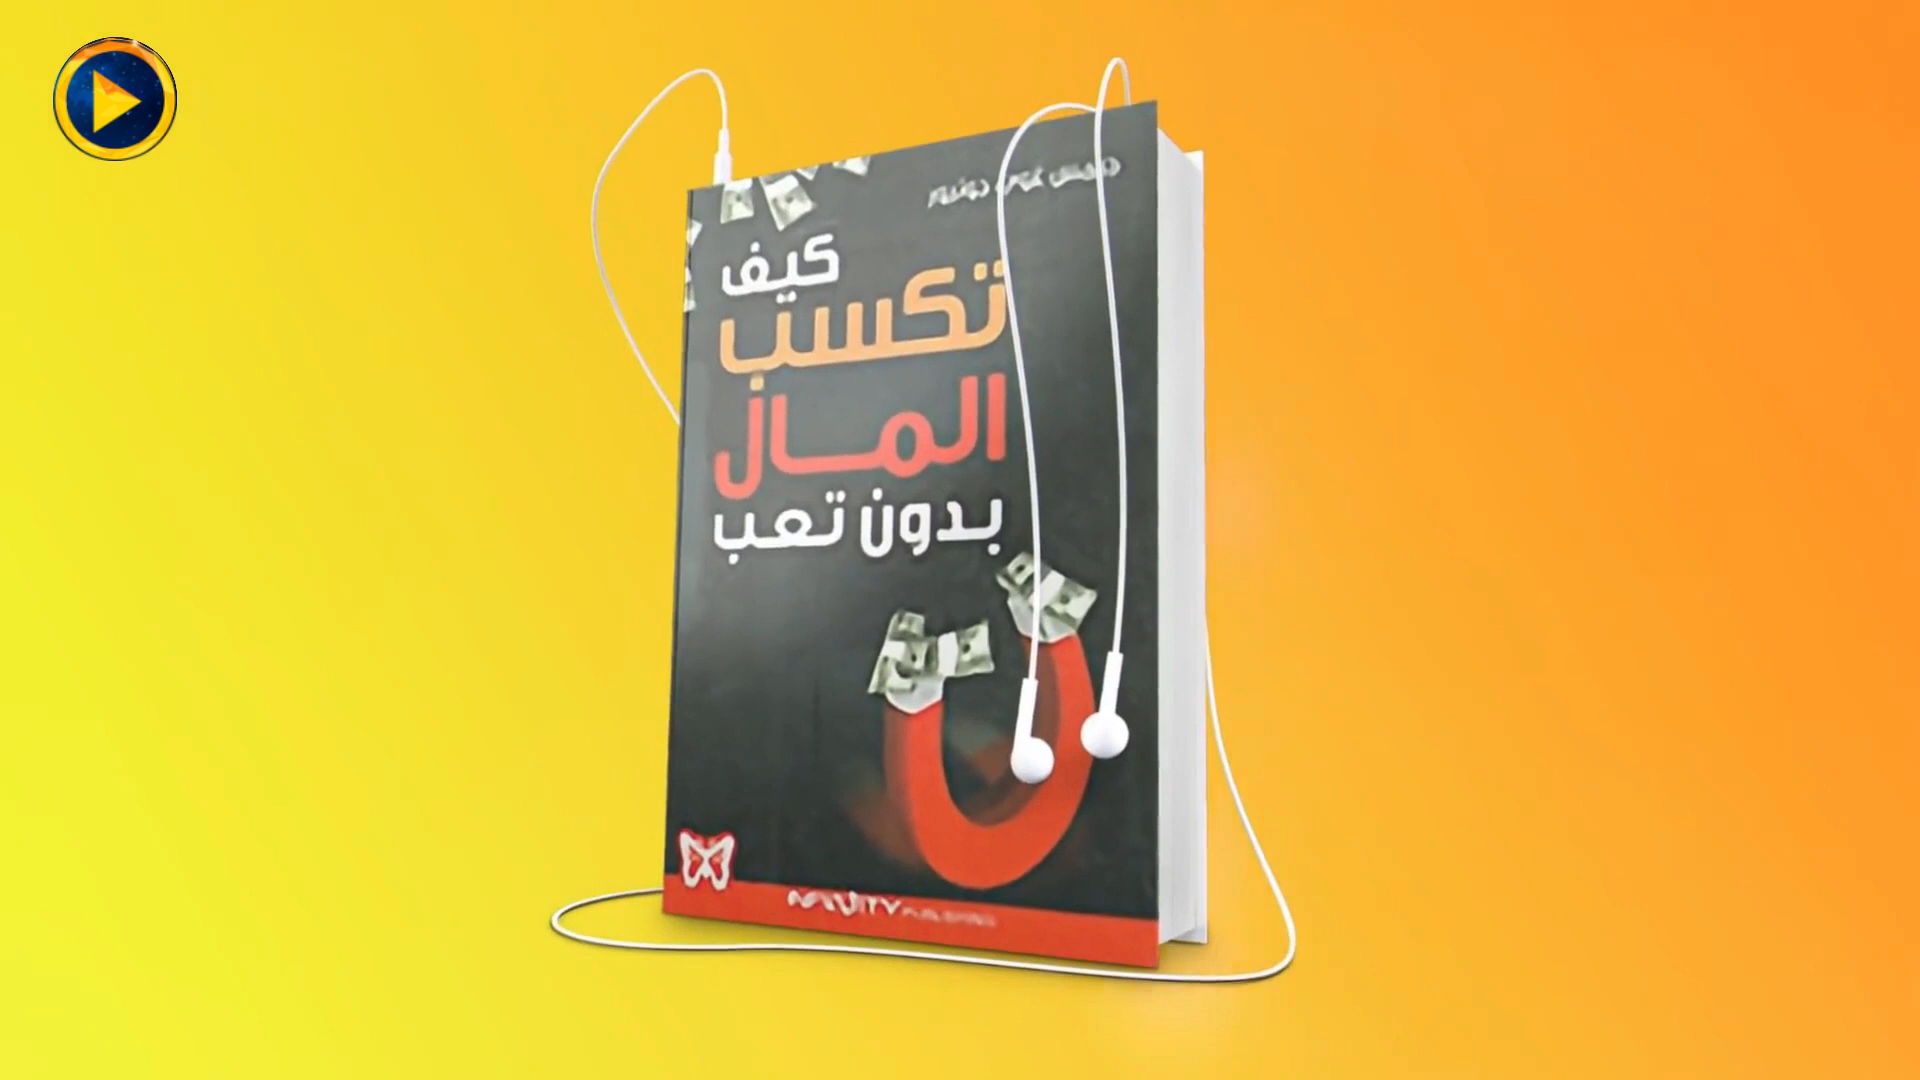 كيف
تكسب
المال
بدون تعب